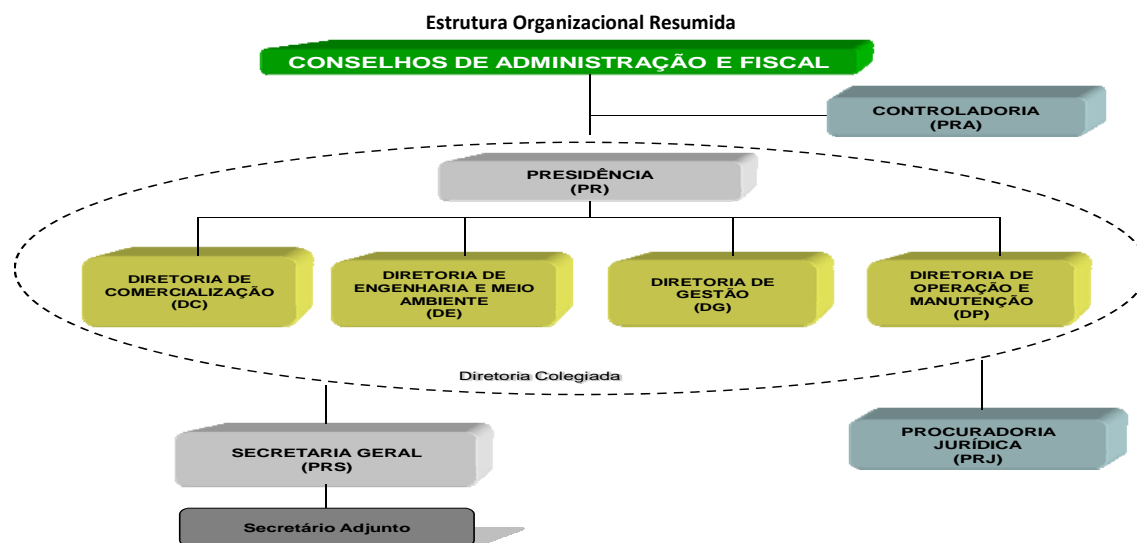 Estrutura Organizacional Resumida
CONSELHOS DE ADMINISTRAÇÃO E FISCAL
CONTROLADORIA
(PRA)
PRESIDÊNCIA
(PR)
DIRETORIA DE
COMERCIALIZAÇÃO
(DC)
DIRETORIA DE
ENGENHARIA E MEIO
AMBIENTE
(DE)
DIRETORIA DE
GESTÃO
(DG)
DIRETORIA DE
OPERAÇÃO E
MANUTENÇÃO
(DP)
Diretoria Colegiada
SECRETARIA GERAL
(PRS)
PROCURADORIA
JURÍDICA
(PRJ)
Secretário Adjunto